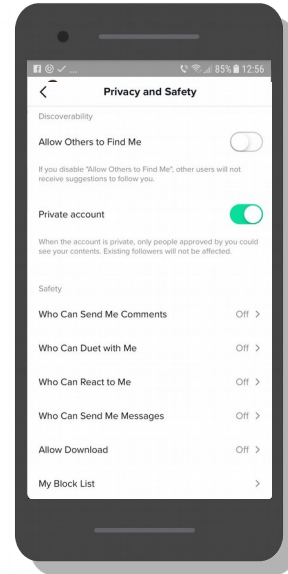 85% 12:56
Privacy and Safety
Discoverability
Allow Others to Find Me
If you disable "Allow Others to Find Me", other users will not
receive suggestions to follow you.
Private account
When the account is private, only people approved by you could
see your contents. Existing followers will not be affected.
Safety
Who Can Send Me Comments Off >
Who Can Duet with Me Off >
Who Can React to Me Off >
Who Can Send Me Messages Off >
Allow Download Off >
My Block List >